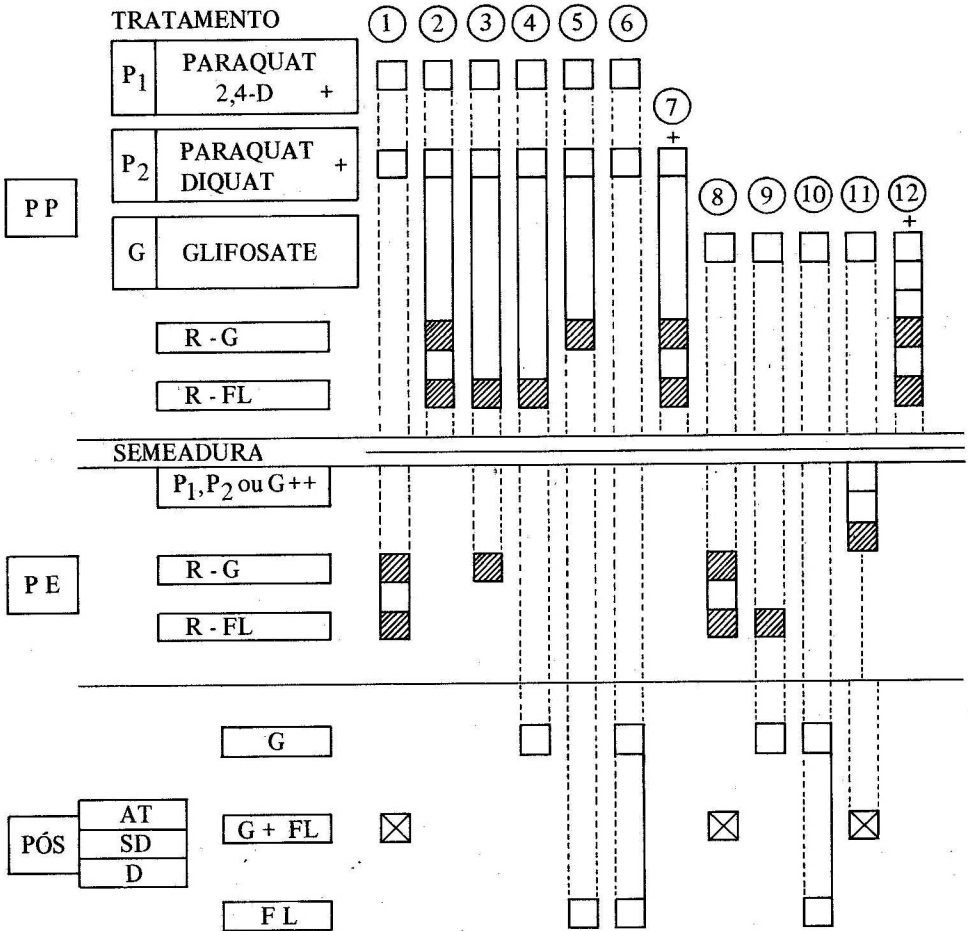 TRATAMENTO 1 2 3 4 5 6
P1 PARAQUAT
2,4-D +
7
+
P2 PARAQUAT +
DIQUAT
PP
8 9 10 11 12
+
G GLIFOSATE
R - G
R - FL
SEMEADURA
P1, P2 ou G++
R - G
PE
R - FL
G
AT
PÓS SD G + FL
D
FL